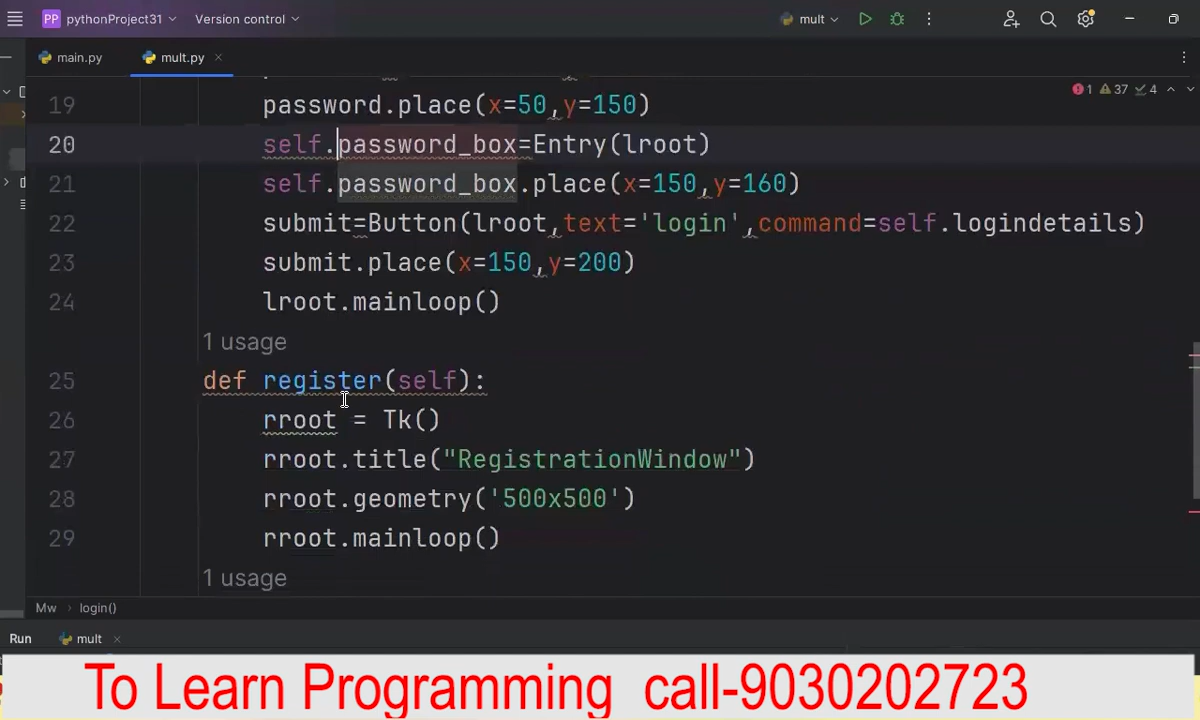 PP pythonProject31 Version control mult
main.py mult.py
1 37 4
19 password.place(x=50,y=150)
20 self.password_box=Entry(lroot)
21 self.password_box.place(x=150,y=160)
22 submit=Button(lroot,text='login',command=self.logindetails)
23 submit.place(x=150,y=200)
24 lroot.mainloop()
1 usage
25 def register(self):
26 rroot = Tk()
27 rroot.title("RegistrationWindow")
28 rroot.geometry('500x500')
29 rroot.mainloop()
1 usage
Mw › login()
Run mult
To Learn Programming call-9030202723